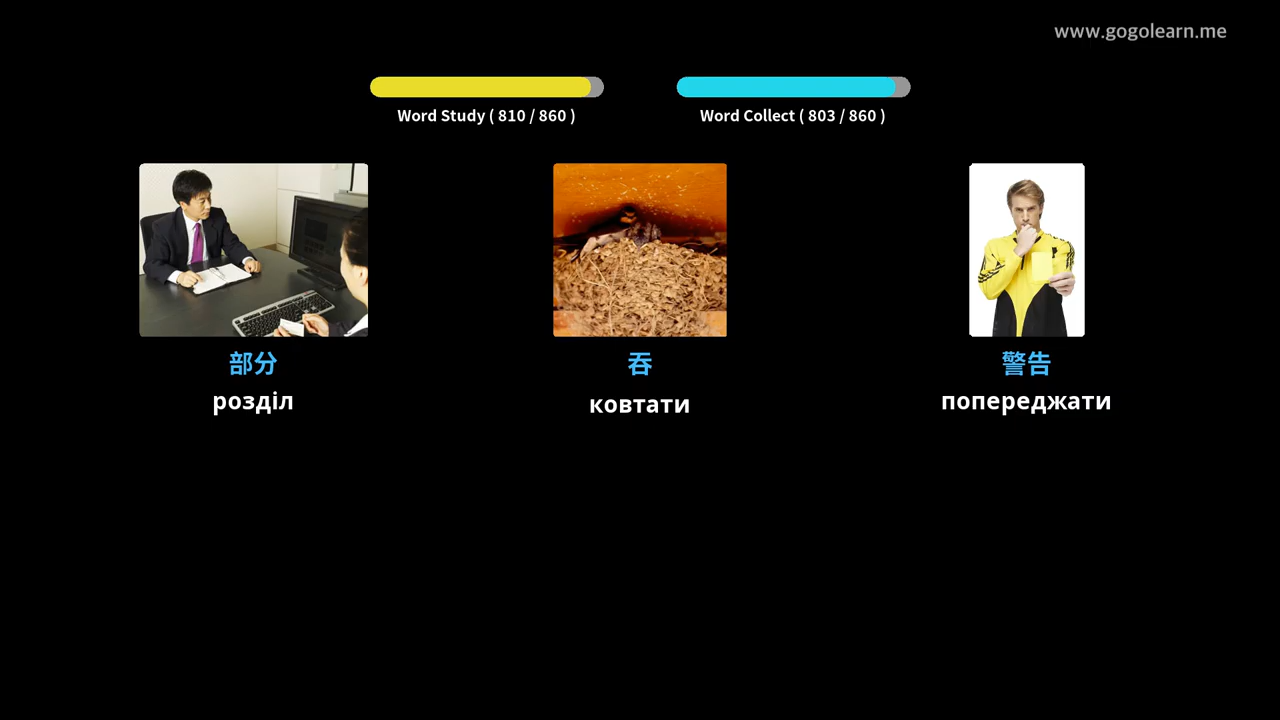 www.gogolearn.me
Word Study ( 810 / 860 )
Word Collect ( 803 / 860 )
部分
розділ
吞
ковтати
警告
попереджати